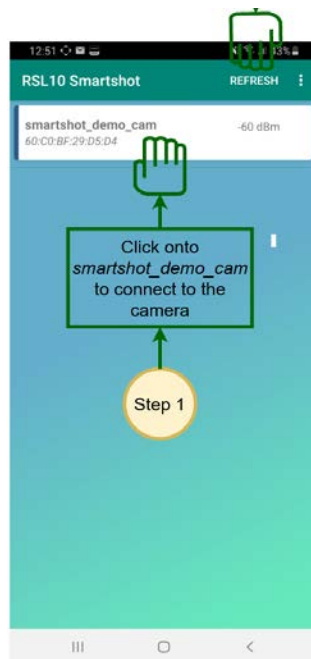 12:51 43%
RSL10 Smartshot REFRESH
smartshot_demo_cam -60 dBm
60:C0:BF:29:D5:D4
Click onto
smartshot_demo_cam
to connect to the
camera
Step 1